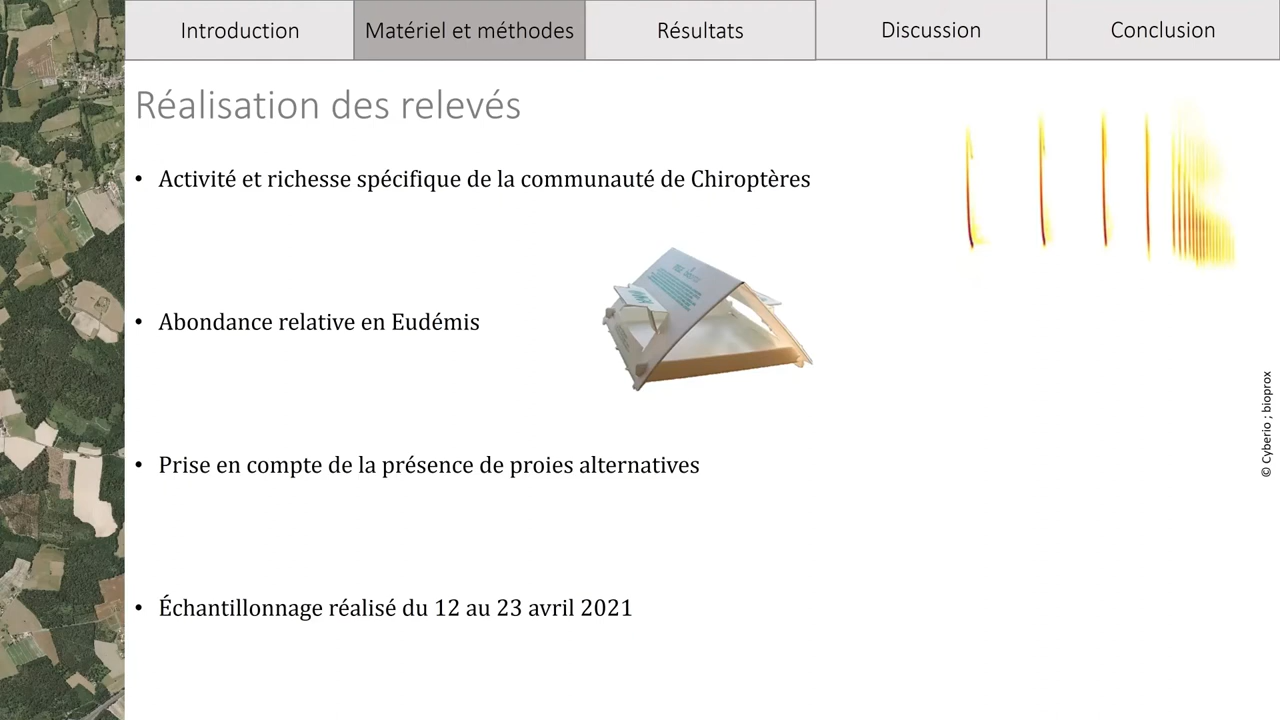 Introduction
Matériel et méthodes
Résultats
Discussion
Conclusion
Réalisation des relevés
• Activité et richesse spécifique de la communauté de Chiroptères
• Abondance relative en Eudémis
• Prise en compte de la présence de proies alternatives
• Échantillonnage réalisé du 12 au 23 avril 2021
© Cyberio ; bioprox